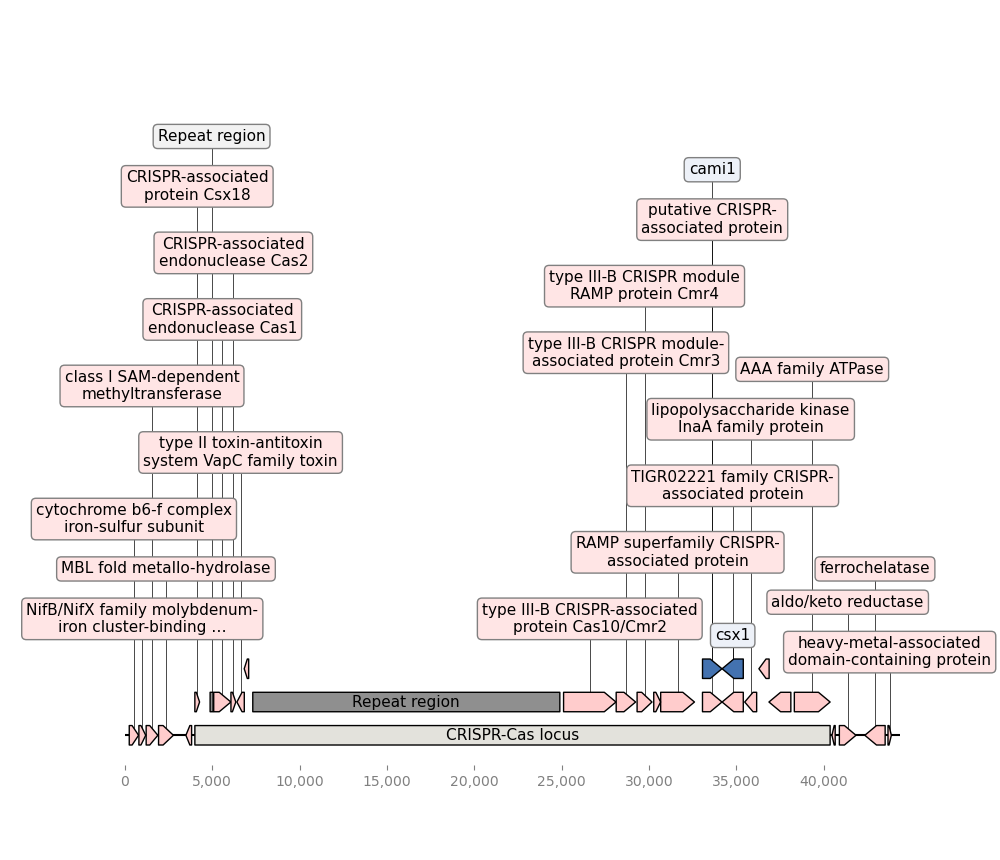 Repeat region
CRISPR-associated
protein Csx18
CRISPR-associated
endonuclease Cas2
CRISPR-associated
endonuclease Cas1
class I SAM-dependent
methyltransferase
type II toxin-antitoxin
system VapC family toxin
cytochrome b6-f complex
iron-sulfur subunit
MBL fold metallo-hydrolase
NifB/NifX family molybdenum-
iron cluster-binding ...
cami1
putative CRISPR-
associated protein
type III-B CRISPR module
RAMP protein Cmr4
type III-B CRISPR module-
associated protein Cmr3
AAA family ATPase
lipopolysaccharide kinase
InaA family protein
TIGR02221 family CRISPR-
associated protein
RAMP superfamily CRISPR-
associated protein
ferrochelatase
aldo/keto reductase
type III-B CRISPR-associated
protein Cas10/Cmr2
csx1
heavy-metal-associated
domain-containing protein
Repeat region
CRISPR-Cas locus
0 5,000 10,000 15,000 20,000 25,000 30,000 35,000 40,000